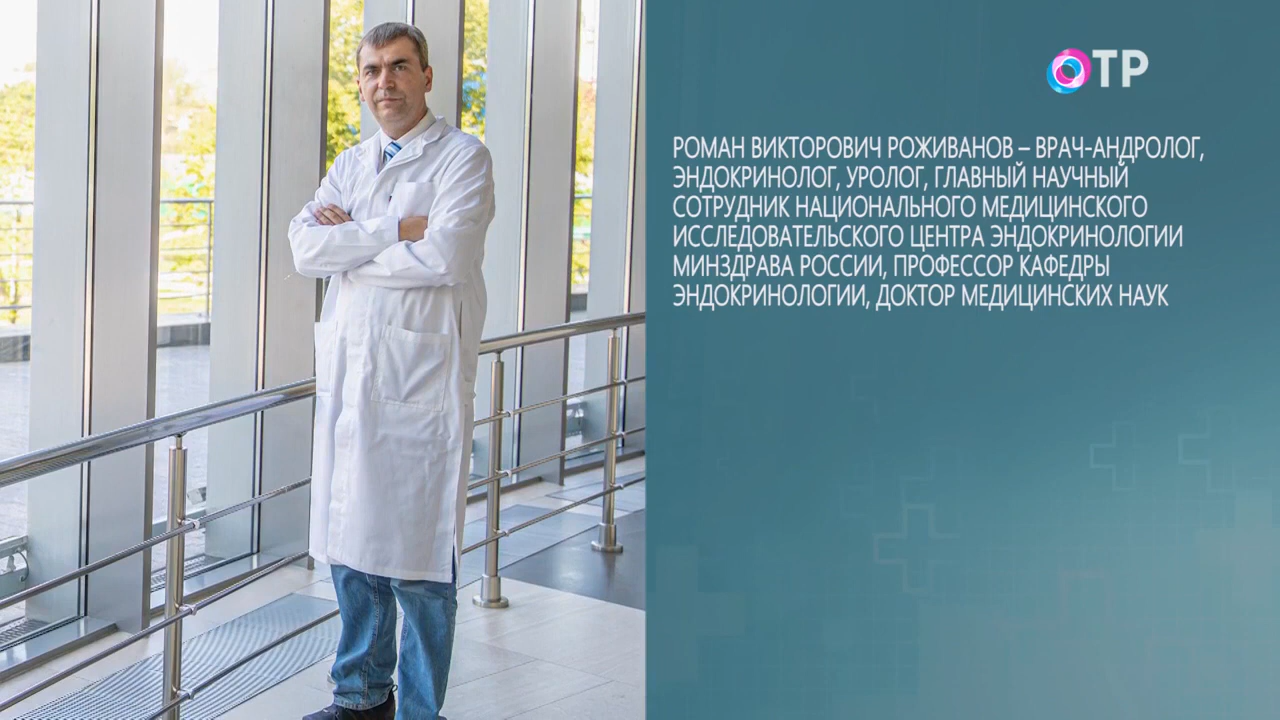 ОТР
РОМАН ВИКТОРОВИЧ РОЖИВАНОВ – ВРАЧ-АНДРОЛОГ,
ЭНДОКРИНОЛОГ, УРОЛОГ, ГЛАВНЫЙ НАУЧНЫЙ
СОТРУДНИК НАЦИОНАЛЬНОГО МЕДИЦИНСКОГО
ИССЛЕДОВАТЕЛЬСКОГО ЦЕНТРА ЭНДОКРИНОЛОГИИ
МИНЗДРАВА РОССИИ, ПРОФЕССОР КАФЕДРЫ
ЭНДОКРИНОЛОГИИ, ДОКТОР МЕДИЦИНСКИХ НАУК